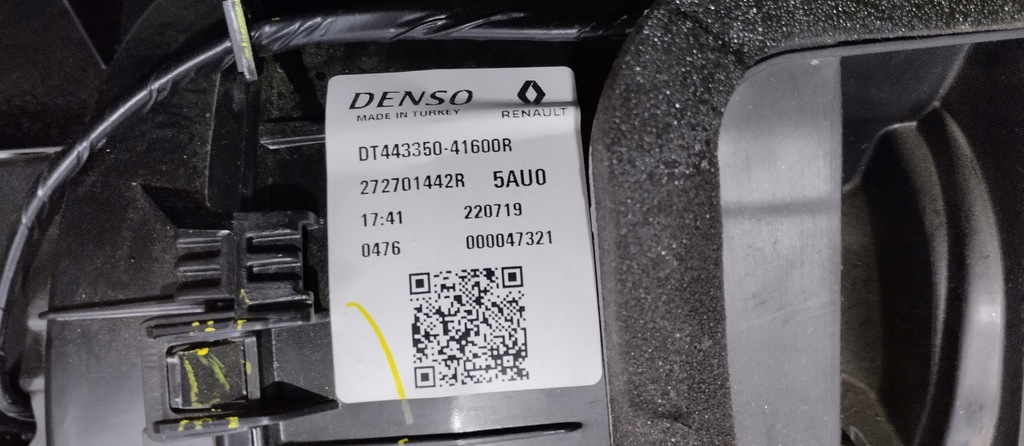 DENSO
MADE IN TURKEY
RENAULT
DT443350-41600R
272701442R 5AU0
17:41 220719
0476 000047321